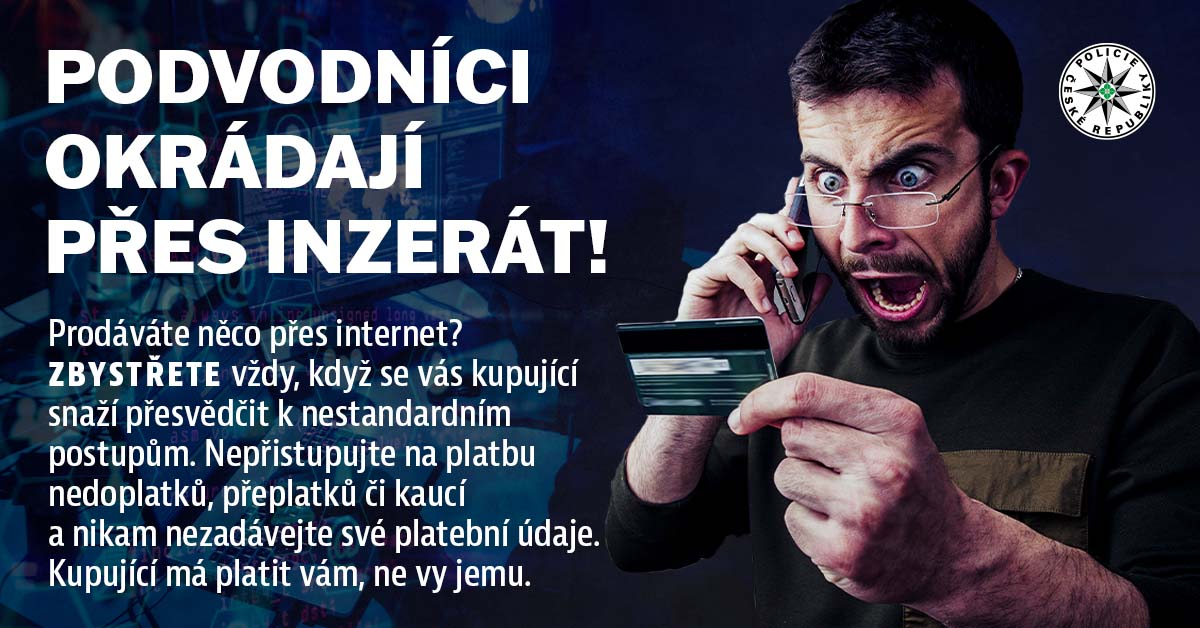 PODVODNÍCI
OKRÁDAJÍ
PŘES INZERÁT!
Prodáváte něco přes internet?
ZBYSTŘETE vždy, když se vás kupující
snaží přesvědčit k nestandardním
postupům. Nepřistupujte na platbu
nedoplatků, přeplatků či kaucí
a nikam nezadávejte své platební údaje.
Kupující má platit vám, ne vy jemu.
POLICIE
ČESKÉ REPUBLIKY